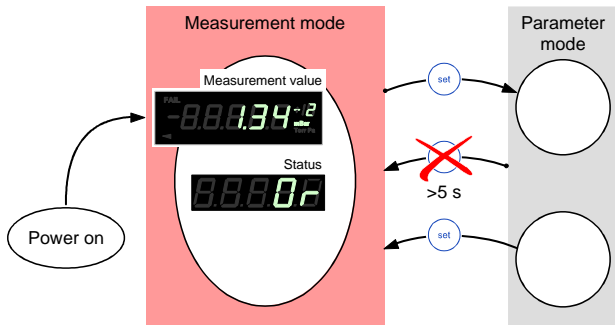 Measurement mode
Parameter
mode
Measurement value
FAIL
1.34 -2
mBar
Torr Pa
set
Status
0r
>5 s
Power on
set